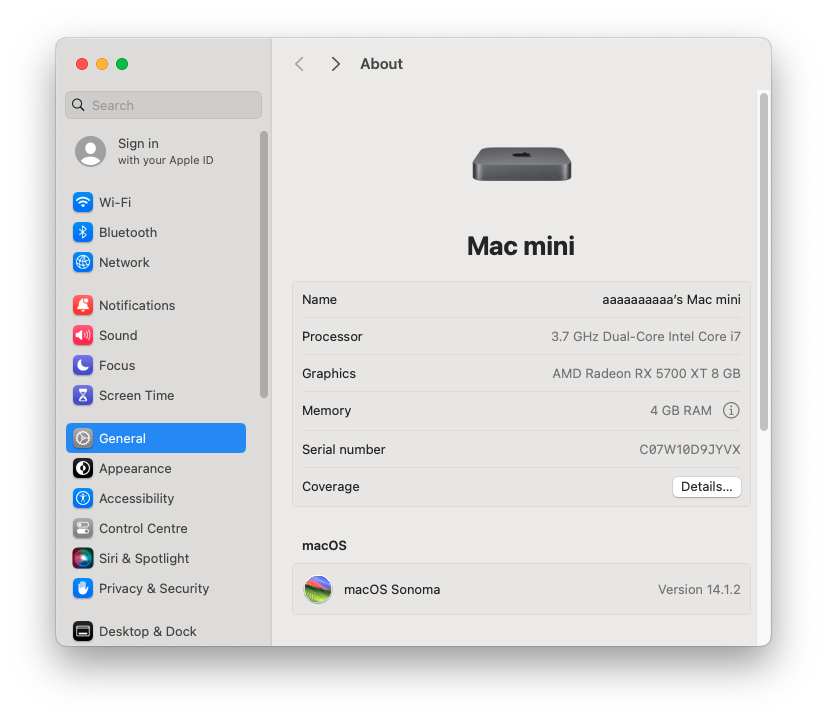 About
Search
Sign in
with your Apple ID
Wi-Fi
Bluetooth
Network
Notifications
Sound
Focus
Screen Time
General
Appearance
Accessibility
Control Centre
Siri & Spotlight
Privacy & Security
Desktop & Dock
Mac mini
Name aaaaaaaaaa's Mac mini
Processor 3.7 GHz Dual-Core Intel Core i7
Graphics AMD Radeon RX 5700 XT 8 GB
Memory 4 GB RAM
Serial number C07W10D9JYVX
Coverage Details...
macOS
macOS Sonoma Version 14.1.2